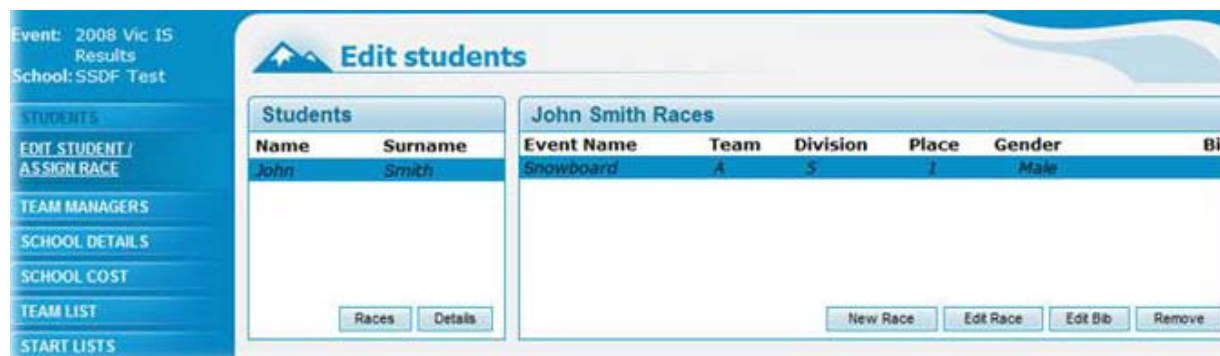 Event: 2008 Vic IS
Results
School: SSDF Test
STUDENTS
EDIT STUDENT /
ASSIGN RACE
TEAM MANAGERS
SCHOOL DETAILS
SCHOOL COST
TEAM LIST
START LISTS
Edit students
Students
Name Surname
John Smith
Races Details
John Smith Races
Event Name Team Division Place Gender Bi
Snowboard A S 1 Male
New Race Edit Race Edit Bib Remove